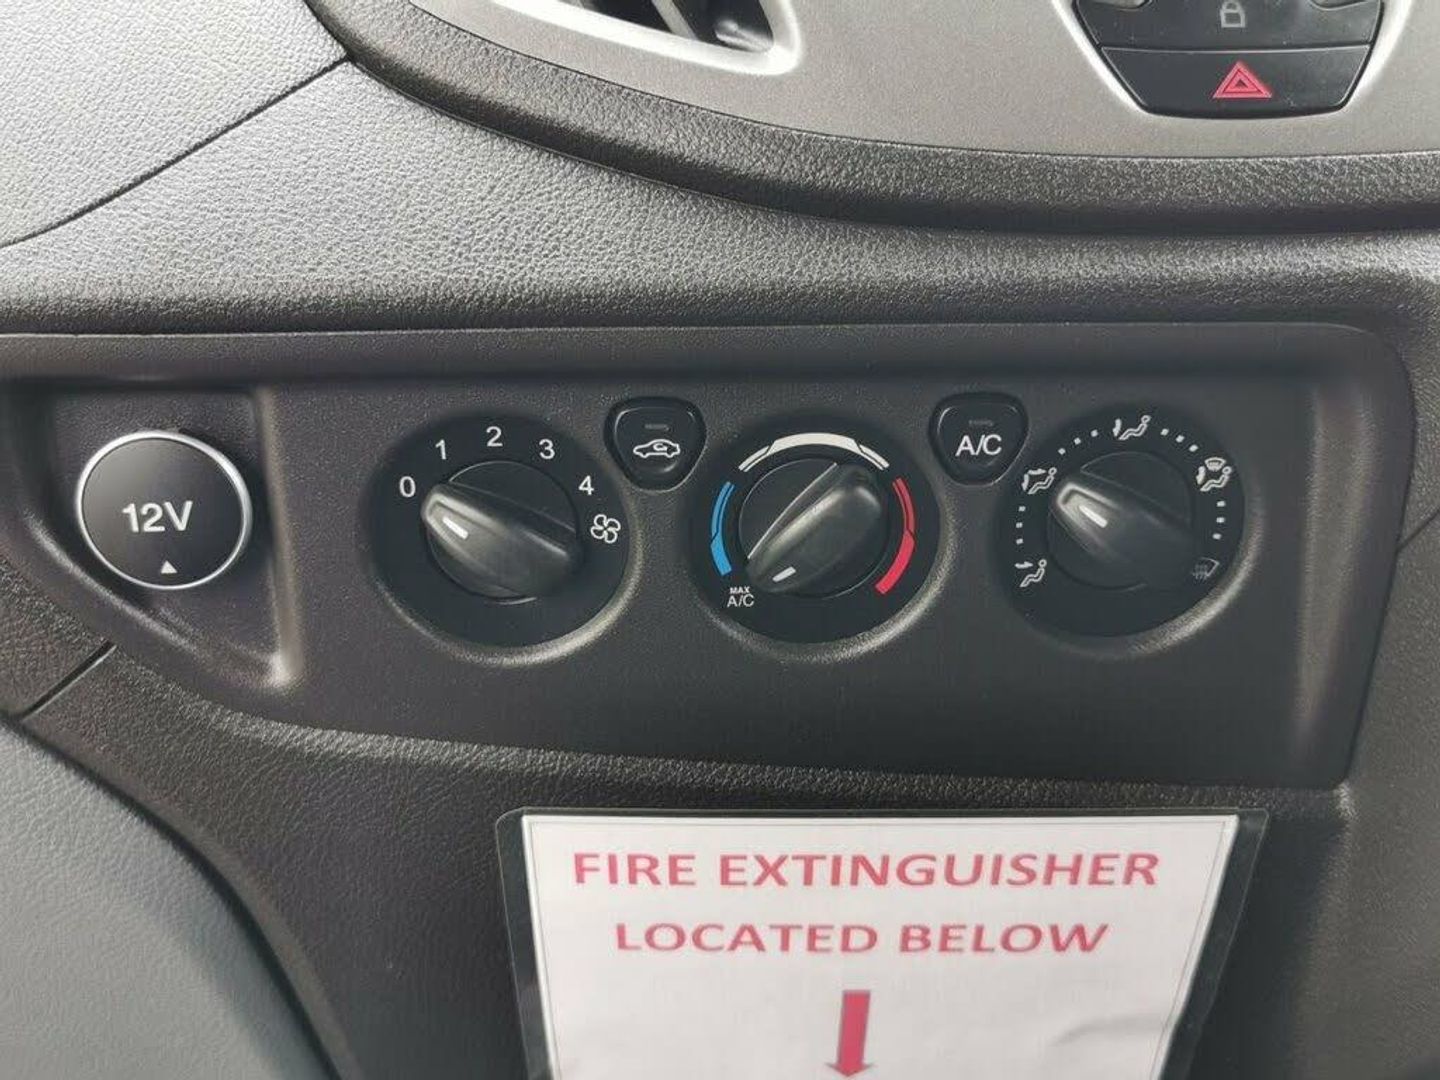 12V
0 1 2 3 4
A/C
MAX
A/C
FIRE EXTINGUISHER
LOCATED BELOW